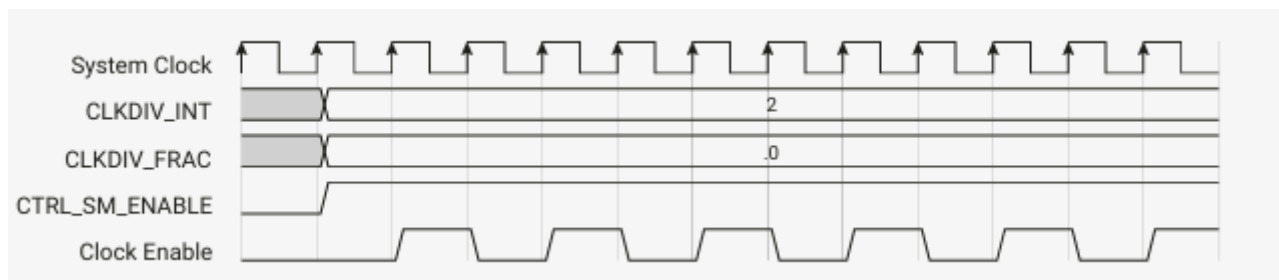 System Clock
CLKDIV_INT
2
CLKDIV_FRAC
.0
CTRL_SM_ENABLE
Clock Enable